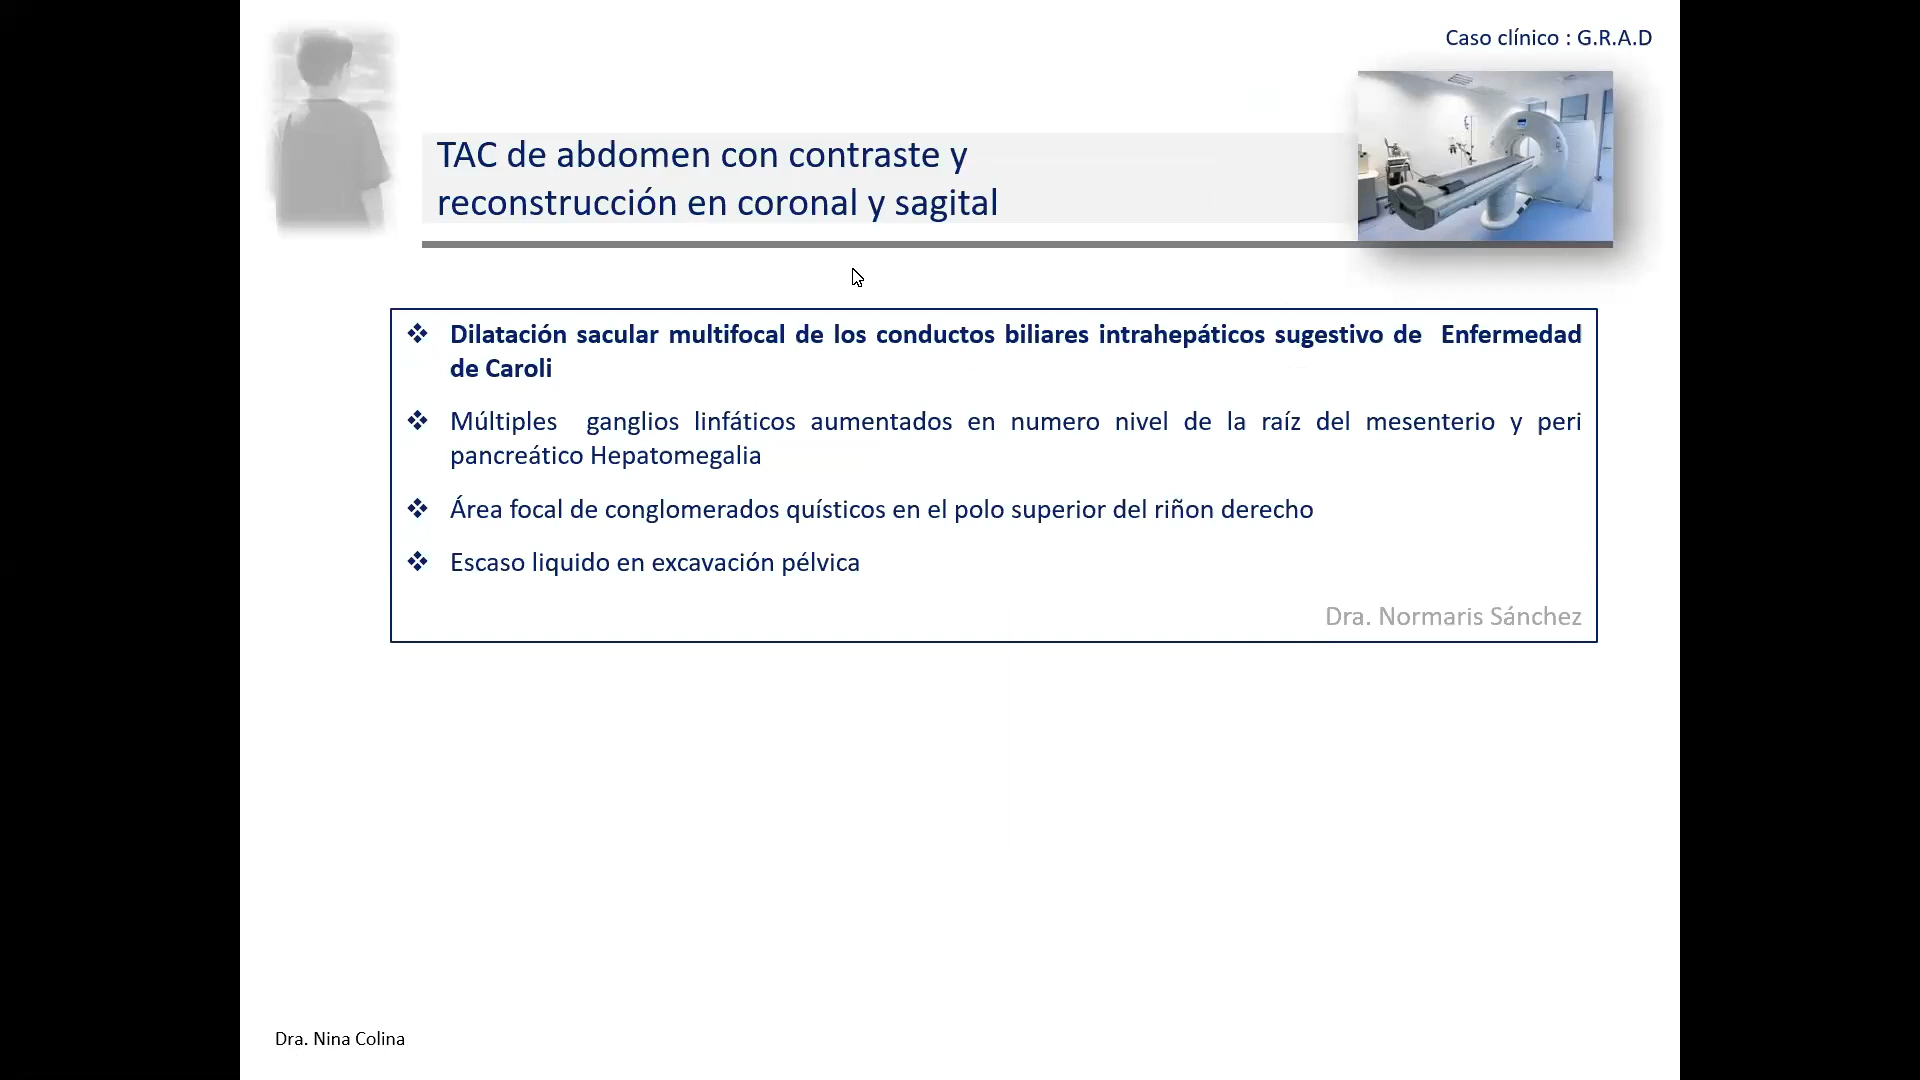 Caso clínico : G.R.A.D
TAC de abdomen con contraste y
reconstrucción en coronal y sagital
❖ Dilatación sacular multifocal de los conductos biliares intrahepáticos sugestivo de Enfermedad
de Caroli
❖ Múltiples ganglios linfáticos aumentados en numero nivel de la raíz del mesenterio y peri
pancreático Hepatomegalia
❖ Área focal de conglomerados quísticos en el polo superior del riñon derecho
❖ Escaso liquido en excavación pélvica
Dra. Normaris Sánchez
Dra. Nina Colina